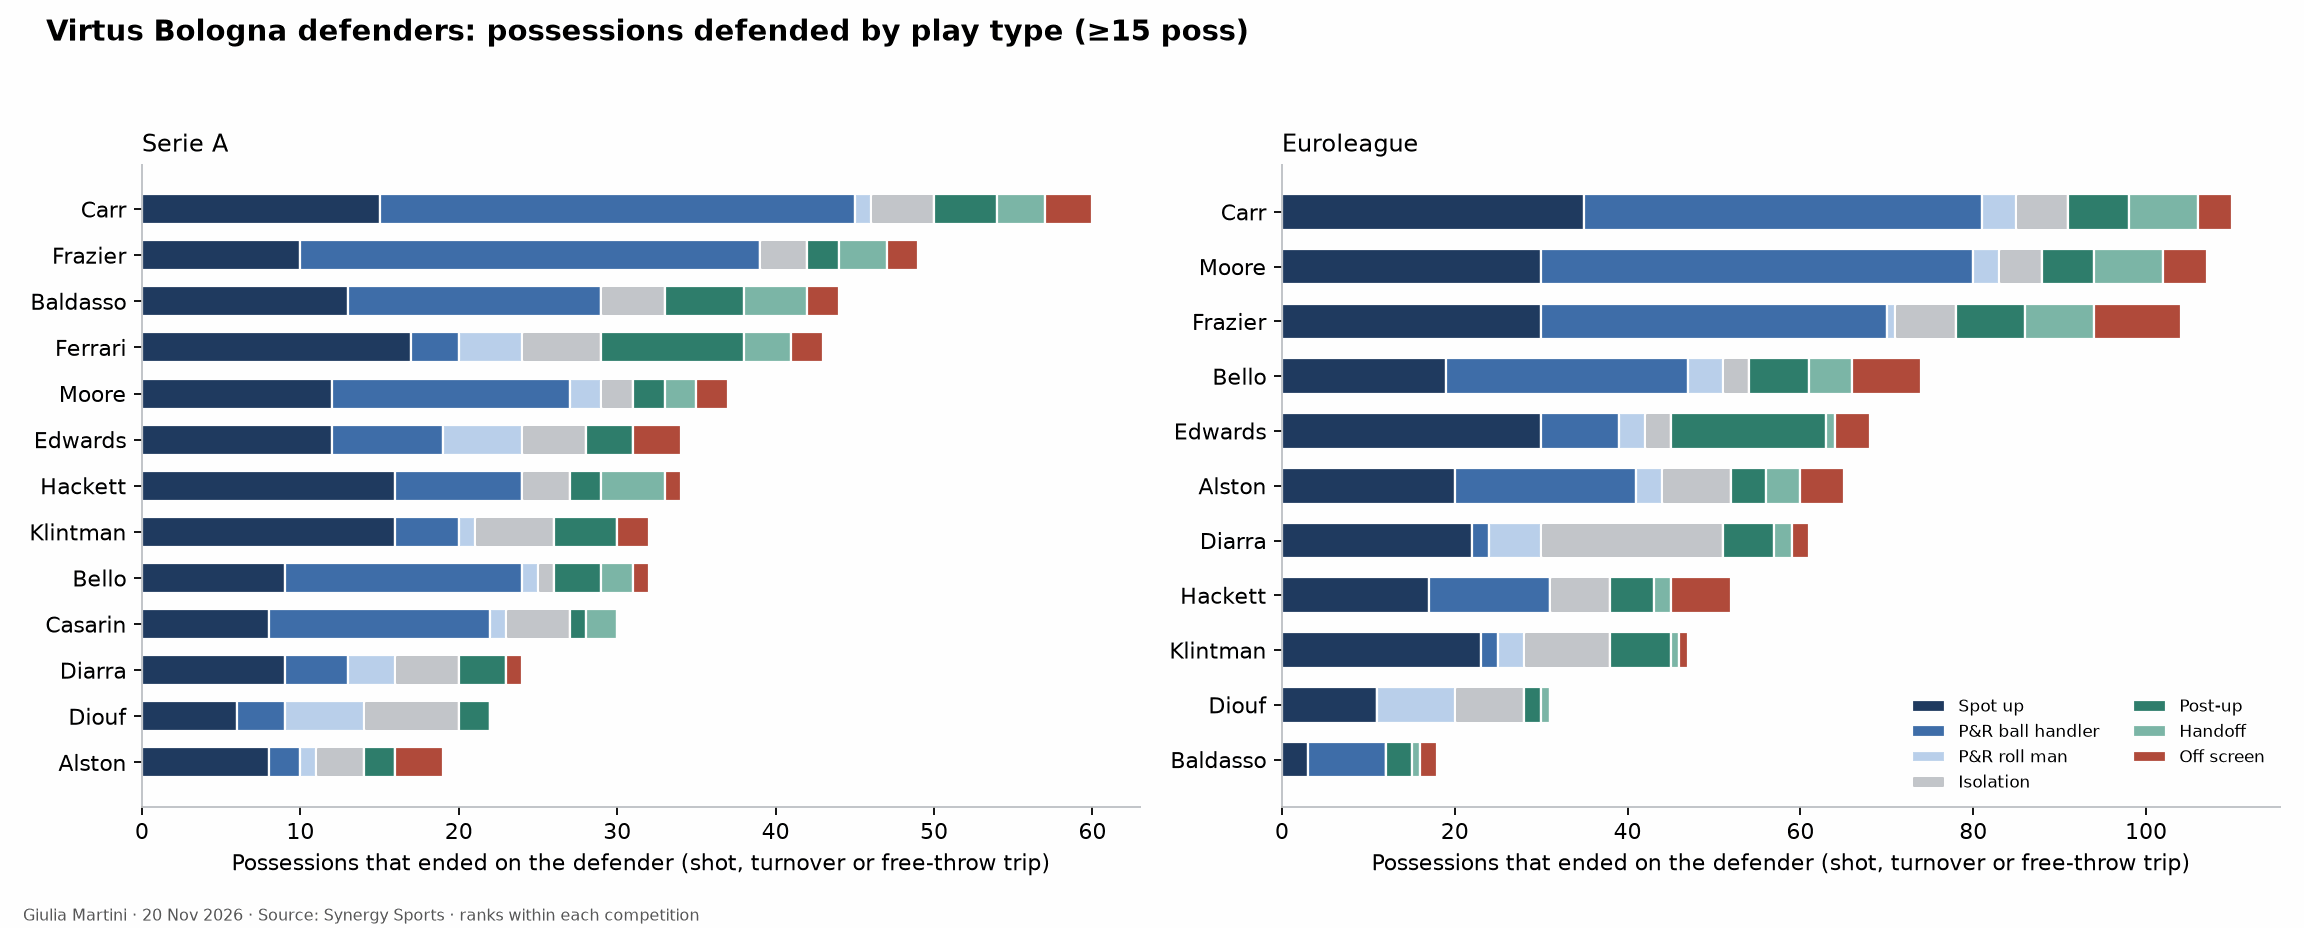 Virtus Bologna defenders: possessions defended by play type (≥15 poss)
Serie A
Carr
Frazier
Baldasso
Ferrari
Moore
Edwards
Hackett
Klintman
Bello
Casarin
Diarra
Diouf
Alston
0 10 20 30 40 50 60
Possessions that ended on the defender (shot, turnover or free-throw trip)
Euroleague
Carr
Moore
Frazier
Bello
Edwards
Alston
Diarra
Hackett
Klintman
Diouf
Baldasso
Spot up
P&R ball handler
P&R roll man
Isolation
Post-up
Handoff
Off screen
0 20 40 60 80 100
Possessions that ended on the defender (shot, turnover or free-throw trip)
Giulia Martini · 20 Nov 2026 · Source: Synergy Sports · ranks within each competition